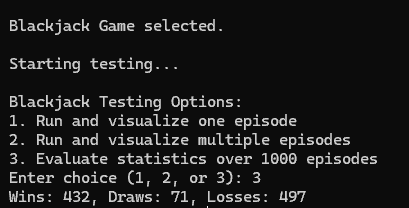 Blackjack Game selected.
Starting testing...
Blackjack Testing Options:
1. Run and visualize one episode
2. Run and visualize multiple episodes
3. Evaluate statistics over 1000 episodes
Enter choice (1, 2, or 3): 3
Wins: 432, Draws: 71, Losses: 497